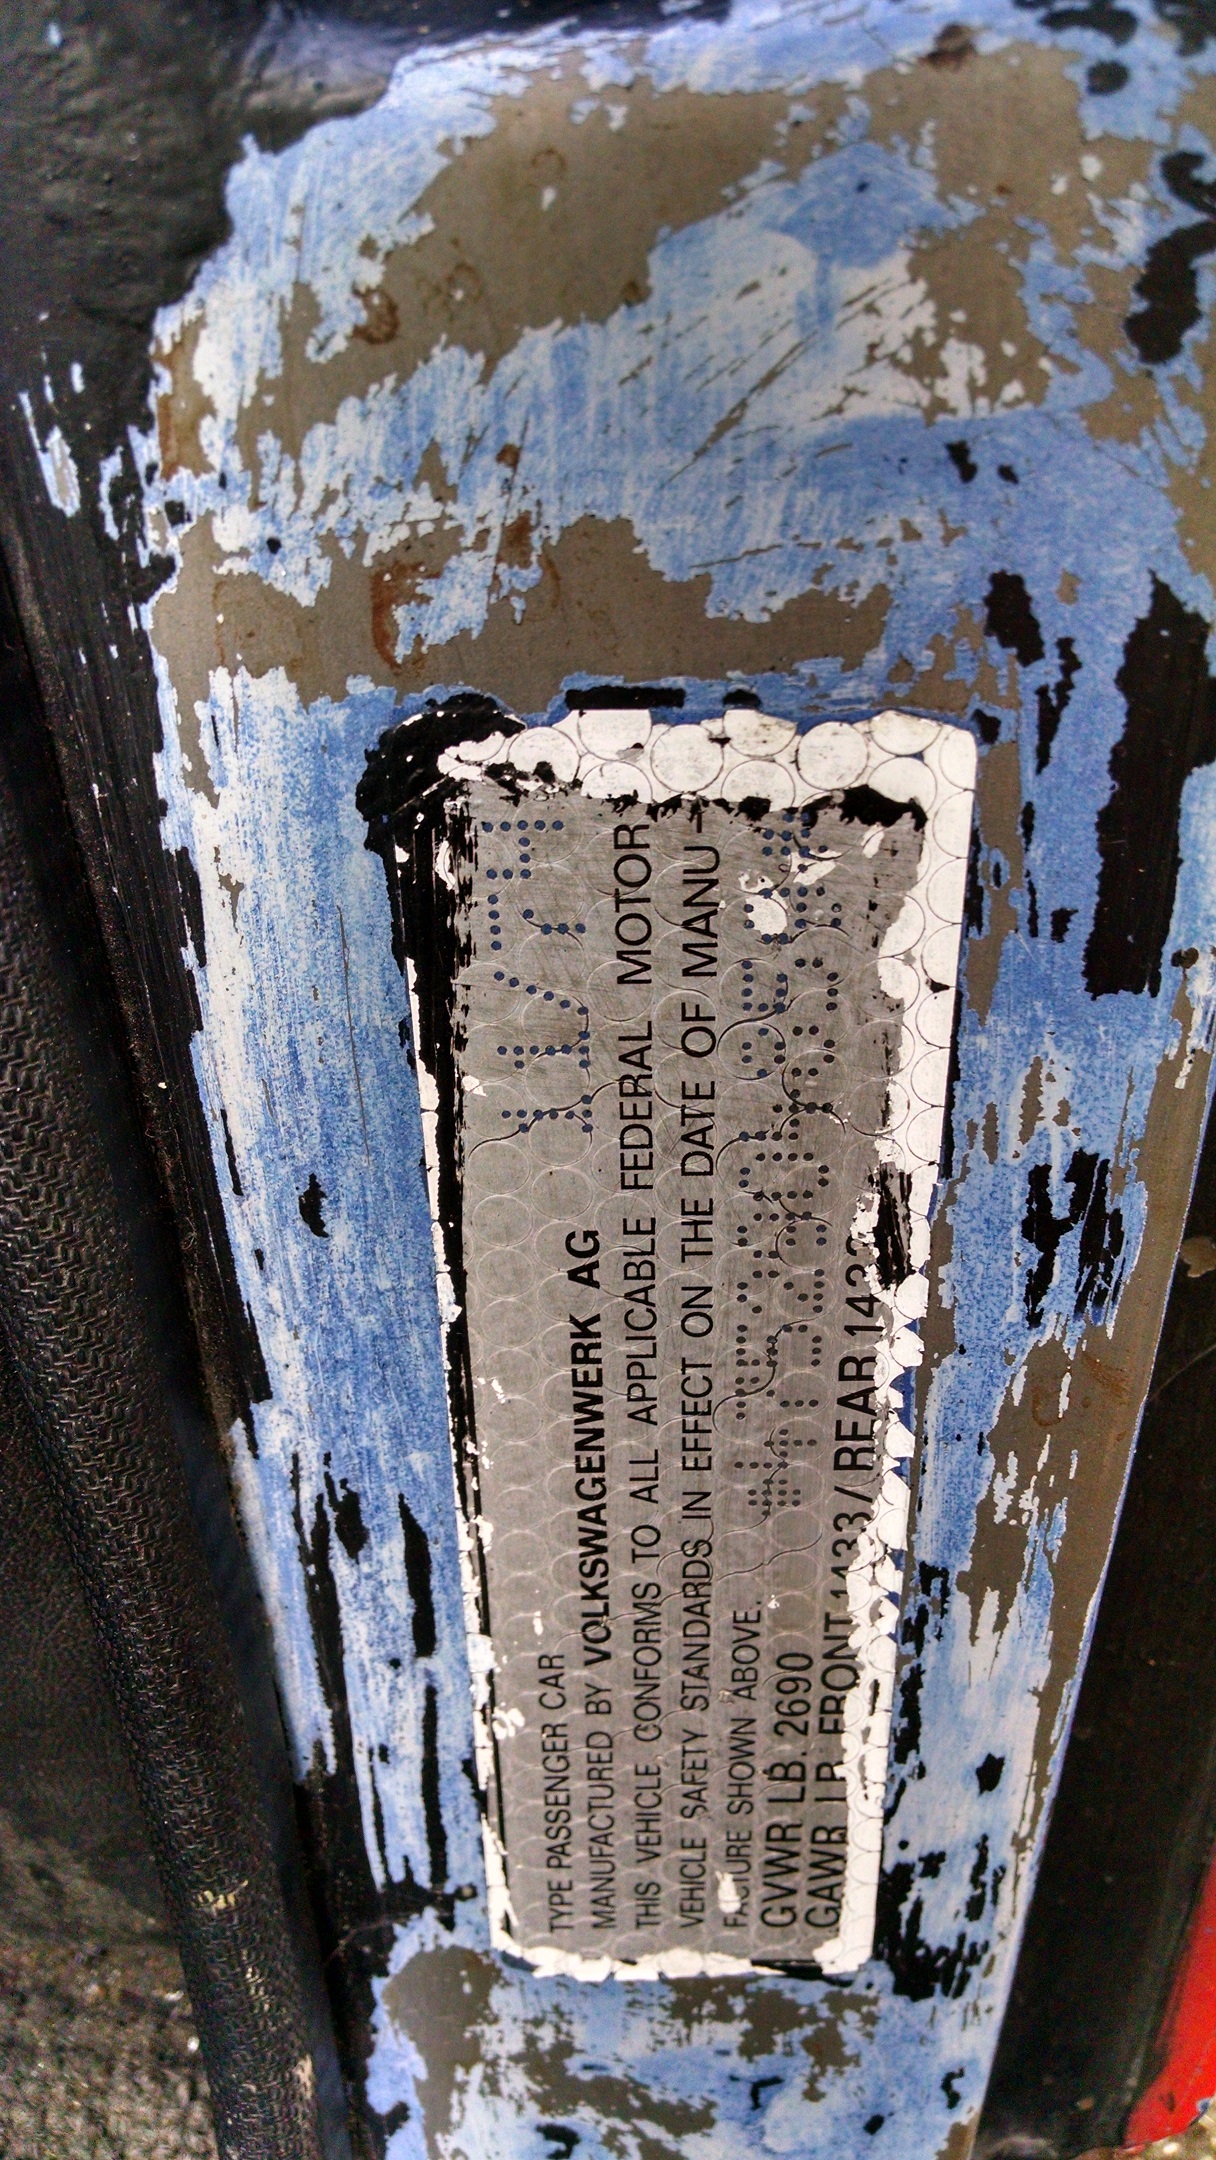 TYPE PASSENGER CAR
MANUFACTURED BY VOLKSWAGENWERK AG
THIS VEHICLE CONFORMS TO ALL APPLICABLE FEDERAL MOTOR
VEHICLE SAFETY STANDARDS IN EFFECT ON THE DATE OF MANU-
FACTURE SHOWN ABOVE.
GVWR LB. 2690
GAWR LB FRONT 1433/REAR 1433